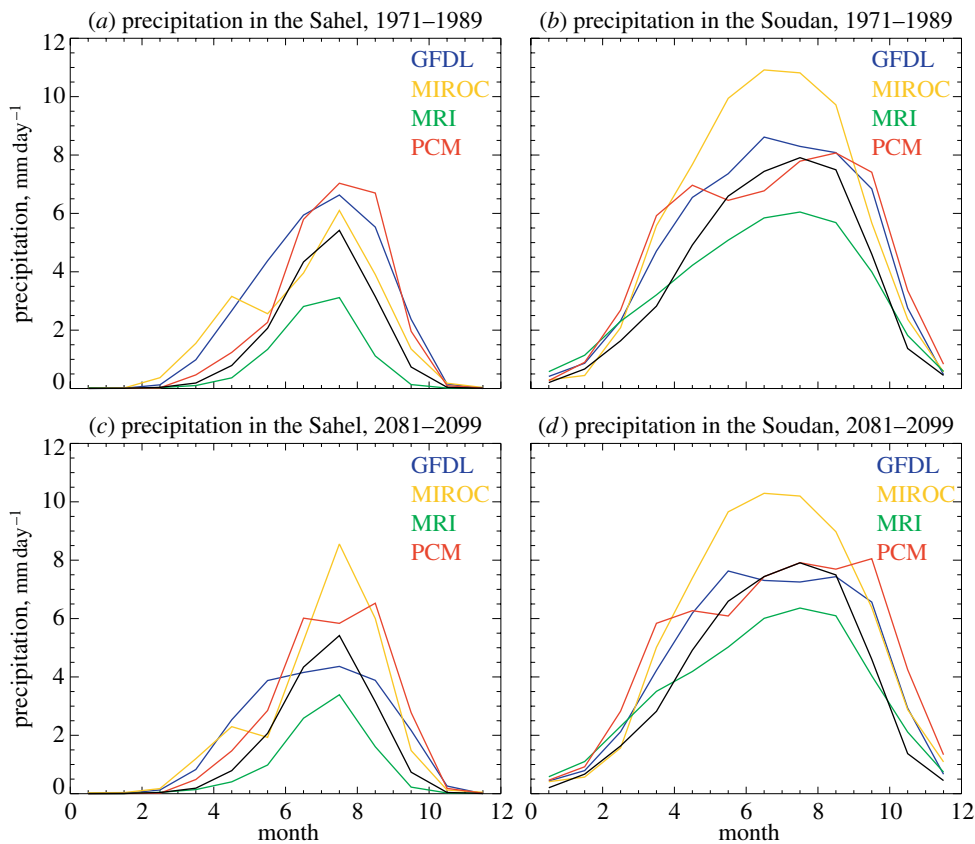 (a) precipitation in the Sahel, 1971–1989
(b) precipitation in the Soudan, 1971–1989
12
10
8
6
4
2
0
precipitation, mm day⁻¹
GFDL
MIROC
MRI
PCM
GFDL
MIROC
MRI
PCM
(c) precipitation in the Sahel, 2081–2099
(d) precipitation in the Soudan, 2081–2099
12
10
8
6
4
2
0
precipitation, mm day⁻¹
GFDL
MIROC
MRI
PCM
GFDL
MIROC
MRI
PCM
0 2 4 6 8 10 12 0 2 4 6 8 10 12
month month